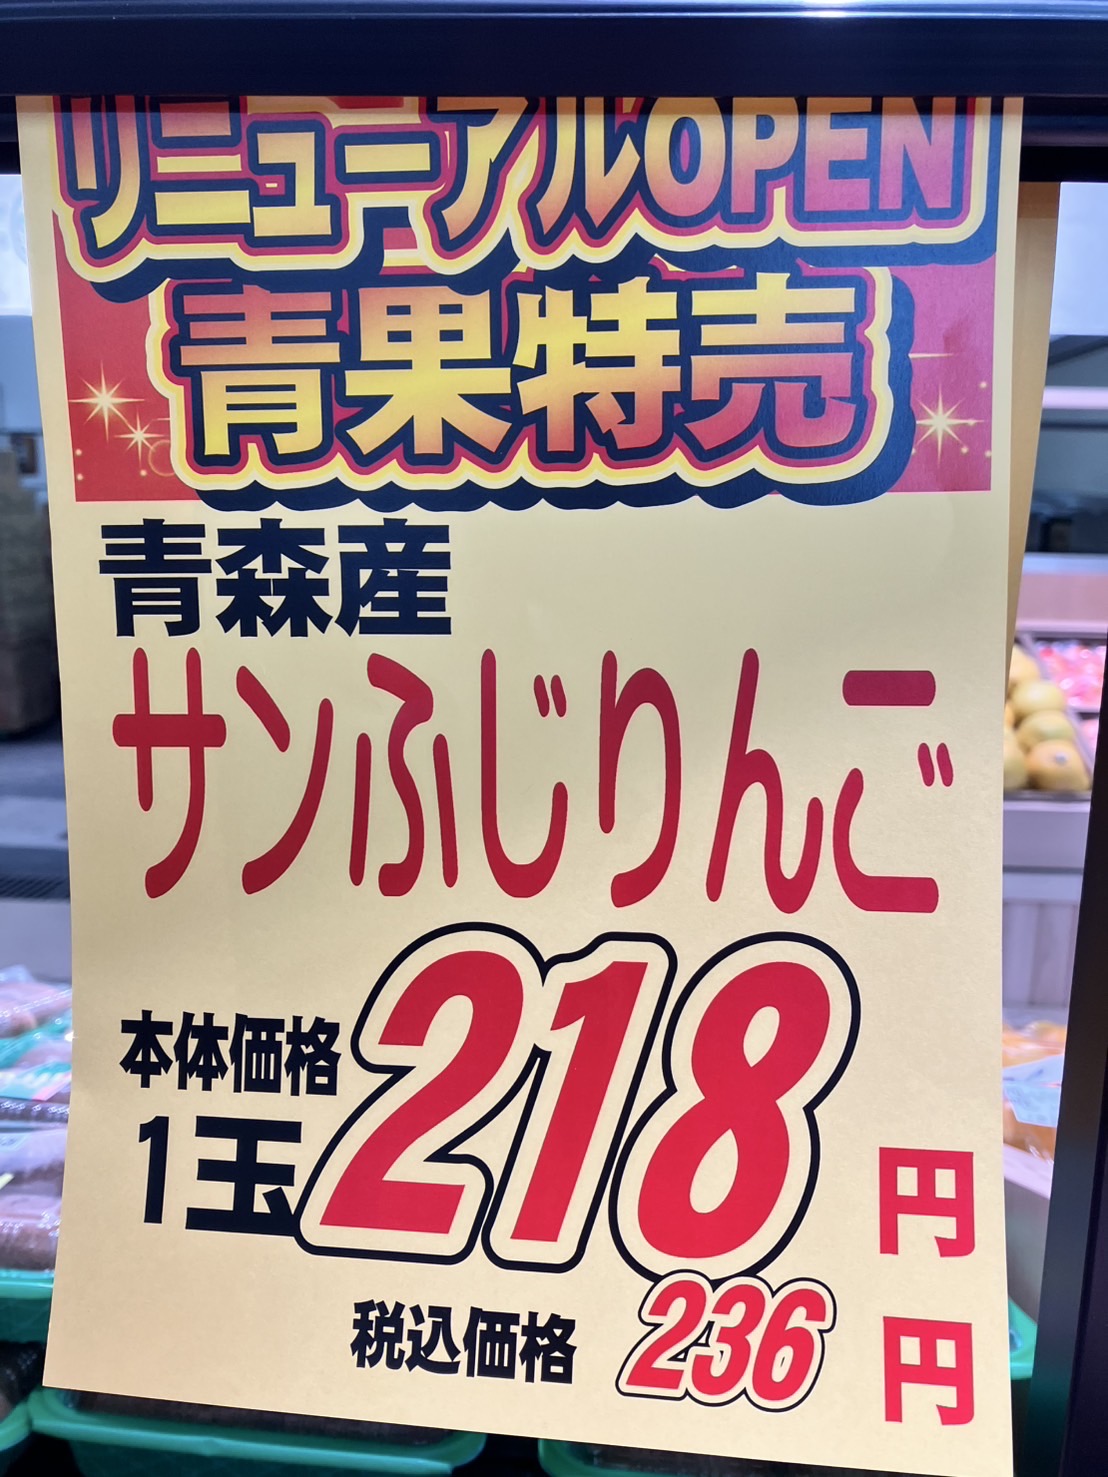 リニューアルOPEN
青果特売
青森産
サンふじりんご
本体価格
1玉 218 円
税込価格 236 円